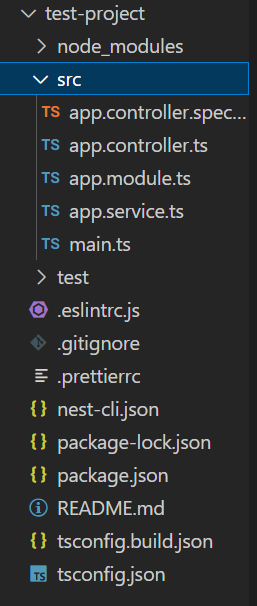 test-project
node_modules
src
TS app.controller.spec...
TS app.controller.ts
TS app.module.ts
TS app.service.ts
TS main.ts
test
.eslintrc.js
.gitignore
.prettierrc
{} nest-cli.json
{} package-lock.json
{} package.json
README.md
{} tsconfig.build.json
TS tsconfig.json